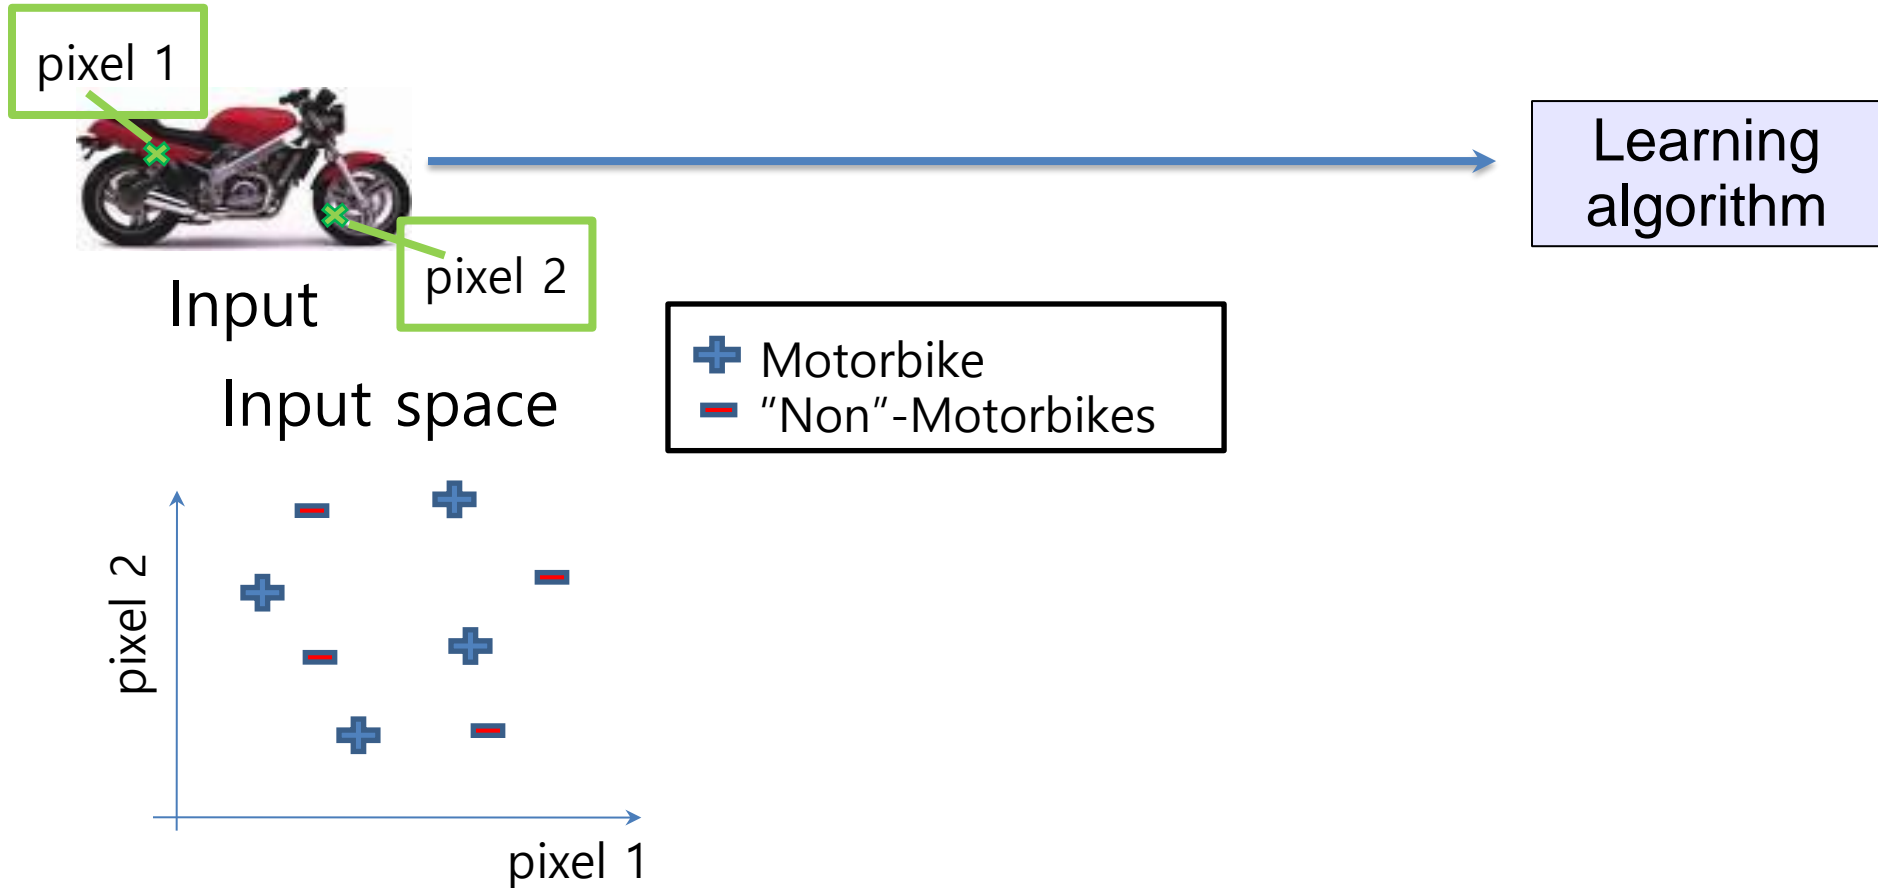 pixel 1
Learning
algorithm
pixel 2
Input
Motorbike
"Non"-Motorbikes
Input space
pixel 2
pixel 1